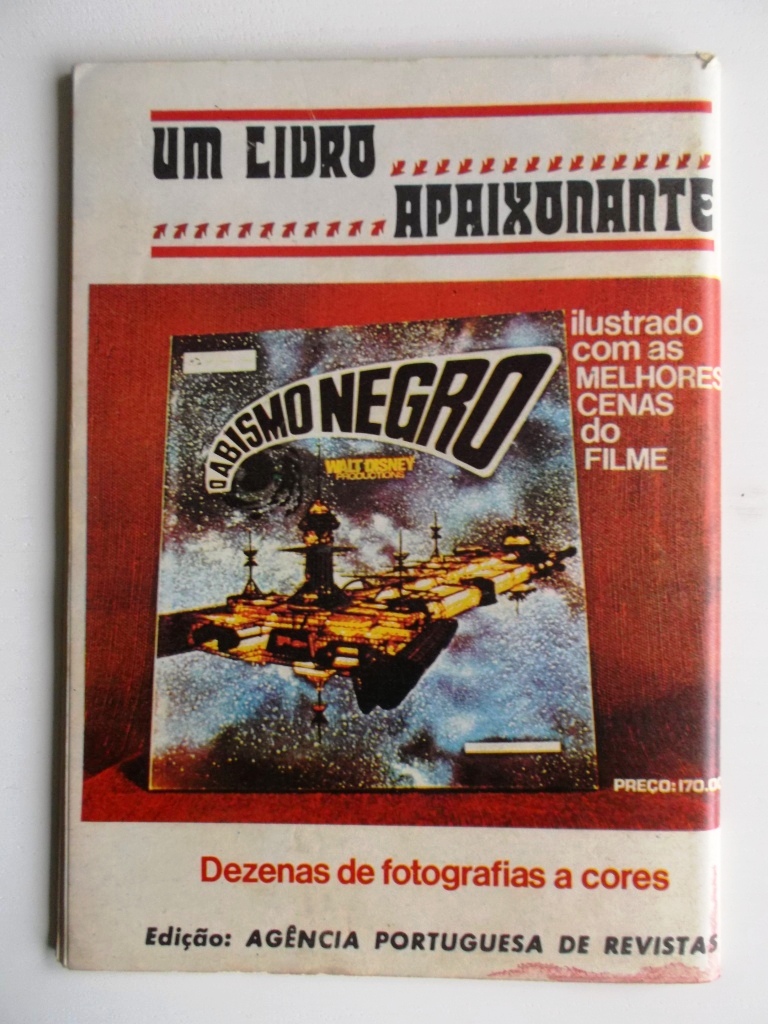 UM LIVRO
APAIXONANTE
ilustrado
com as
MELHORES
CENAS
do
FILME
O ABISMO NEGRO
WALT DISNEY
PRODUCTIONS
PREÇO: 170.00
Dezenas de fotografias a cores
Edição: AGÊNCIA PORTUGUESA DE REVISTAS